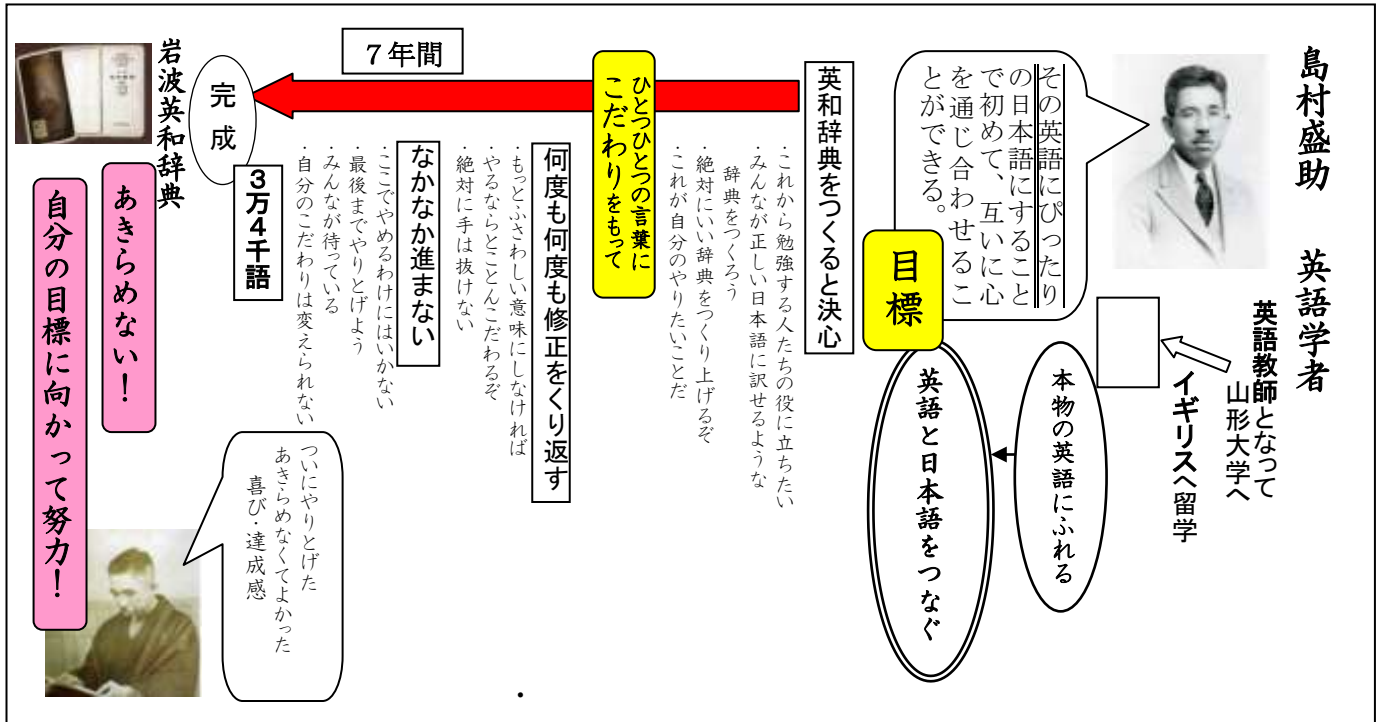 島村盛助　英語学者
英語教師となって
山形大学へ
イギリスへ留学
本物の英語にふれる
英語と日本語をつなぐ
その英語にぴったり
の日本語にすること
で初めて、互いに心
を通じ合わせるこ
とができる。
目標
英和辞典をつくると決心
・これから勉強する人たちの役に立ちたい
・みんなが正しい日本語に訳せるような
辞典をつくろう
・絶対にいい辞典をつくり上げるぞ
・これが自分のやりたいことだ
ひとつひとつの言葉に
こだわりをもって
何度も何度も修正をくり返す
・もっとふさわしい意味にしなければ
・やるならとことんこだわるぞ
・絶対に手は抜けない
なかなか進まない
・ここでやめるわけにはいかない
・最後までやりとげよう
・みんなが待っている
・自分のこだわりは変えられない
７年間
３万４千語
完成
岩波英和辞典
ついにやりとげた
あきらめなくてよかった
喜び・達成感
あきらめない！
自分の目標に向かって努力！